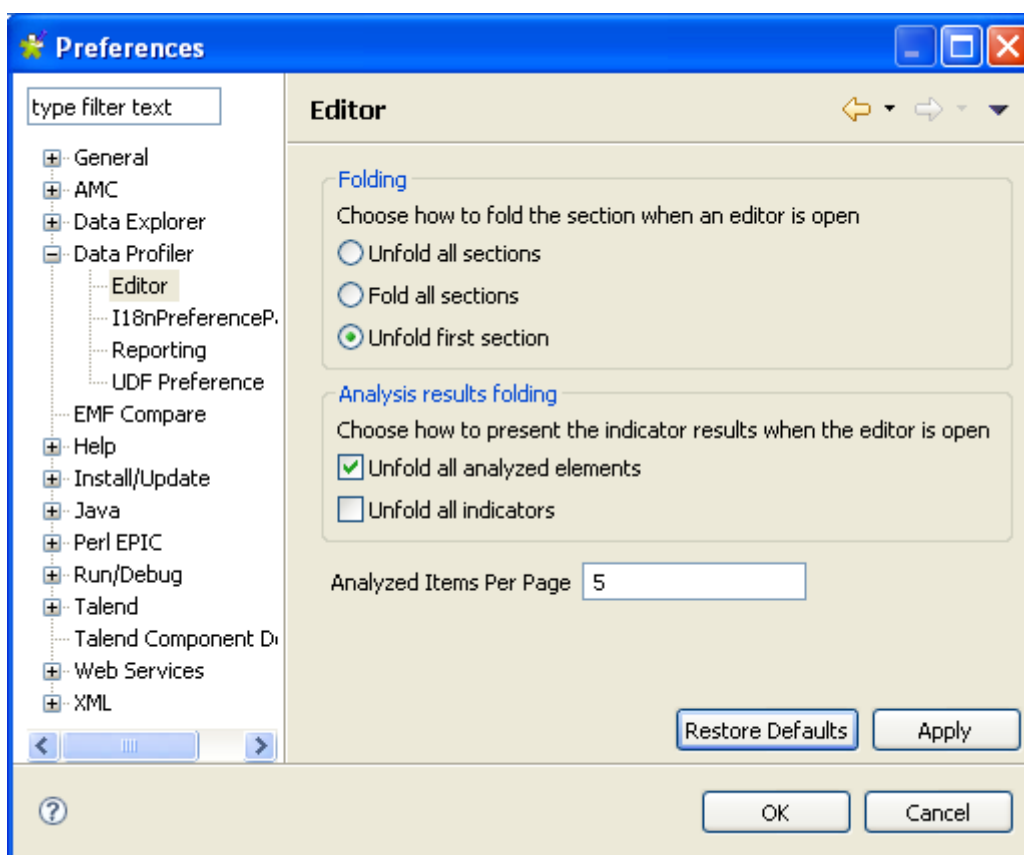 Preferences
type filter text
General
AMC
Data Explorer
Data Profiler
Editor
I18nPreferenceP
Reporting
UDF Preference
EMF Compare
Help
Install/Update
Java
Perl EPIC
Run/Debug
Talend
Talend Component D
Web Services
XML
Editor
Folding
Choose how to fold the section when an editor is open
Unfold all sections
Fold all sections
Unfold first section
Analysis results folding
Choose how to present the indicator results when the editor is open
Unfold all analyzed elements
Unfold all indicators
Analyzed Items Per Page 5
Restore Defaults Apply
OK Cancel